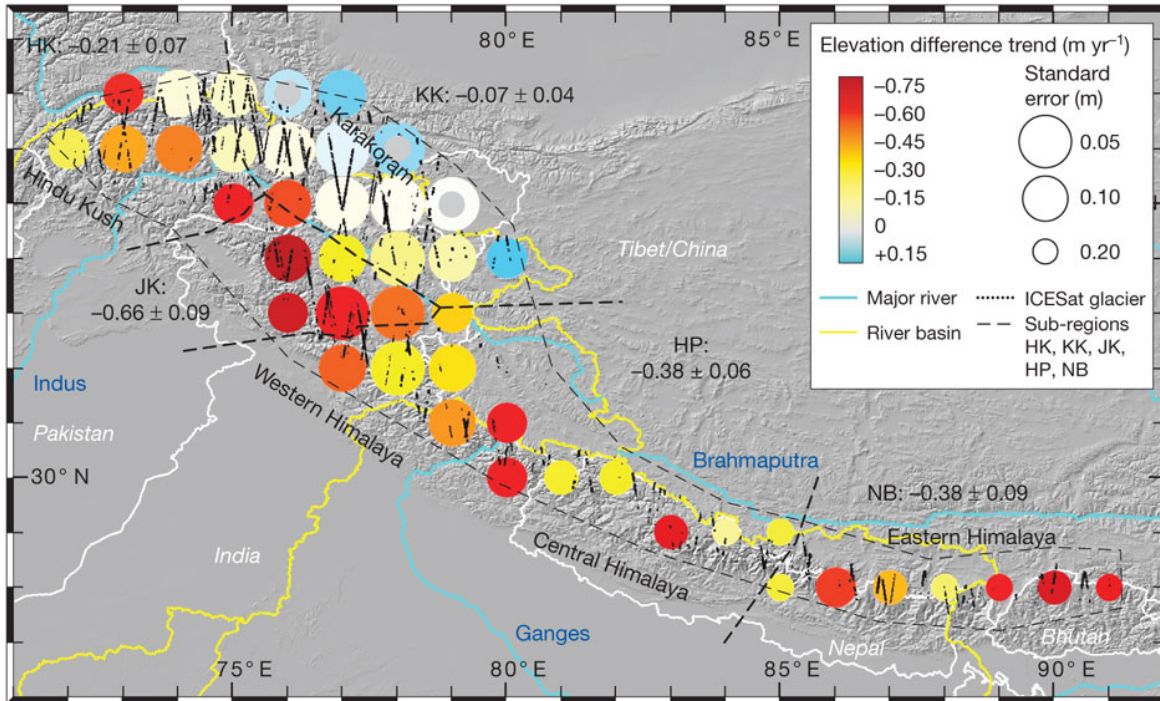 80° E
85° E
HK: –0.21 ± 0.07
KK: –0.07 ± 0.04
Karakoram
Hindu Kush
Tibet/China
JK:
–0.66 ± 0.09
HP:
–0.38 ± 0.06
Indus
Pakistan
Western Himalaya
30° N
Brahmaputra
NB: –0.38 ± 0.09
Eastern Himalaya
India
Central Himalaya
Ganges
Nepal
Bhutan
75° E
80° E
85° E
90° E
Elevation difference trend (m yr⁻¹)
–0.75
–0.60
–0.45
–0.30
–0.15
0
+0.15
Standard
error (m)
0.05
0.10
0.20
Major river
River basin
ICESat glacier
Sub-regions
HK, KK, JK,
HP, NB